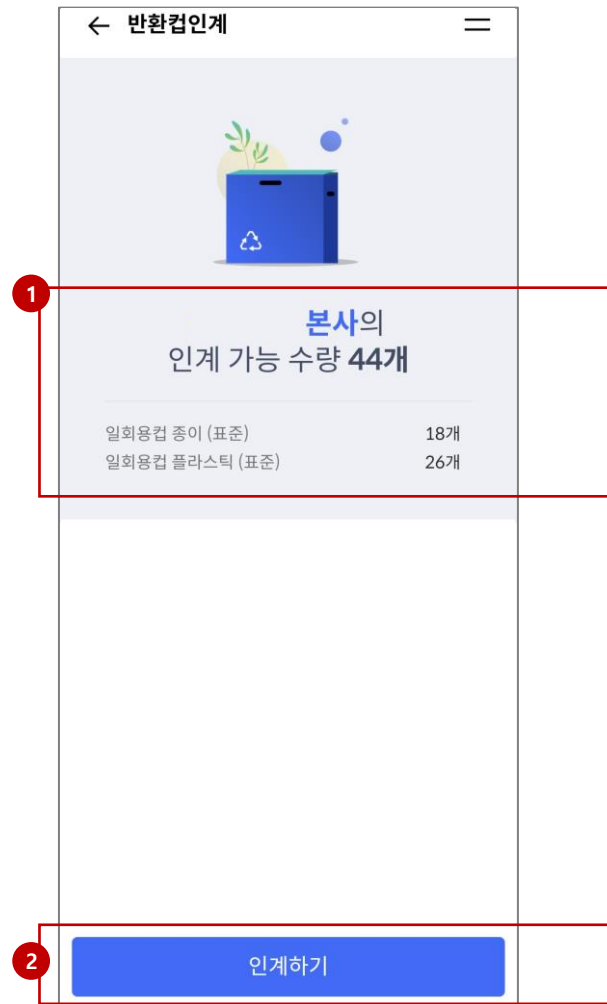 반환컵인계
1
본사의
인계 가능 수량 44개
일회용컵 종이 (표준) 18개
일회용컵 플라스틱 (표준) 26개
2
인계하기